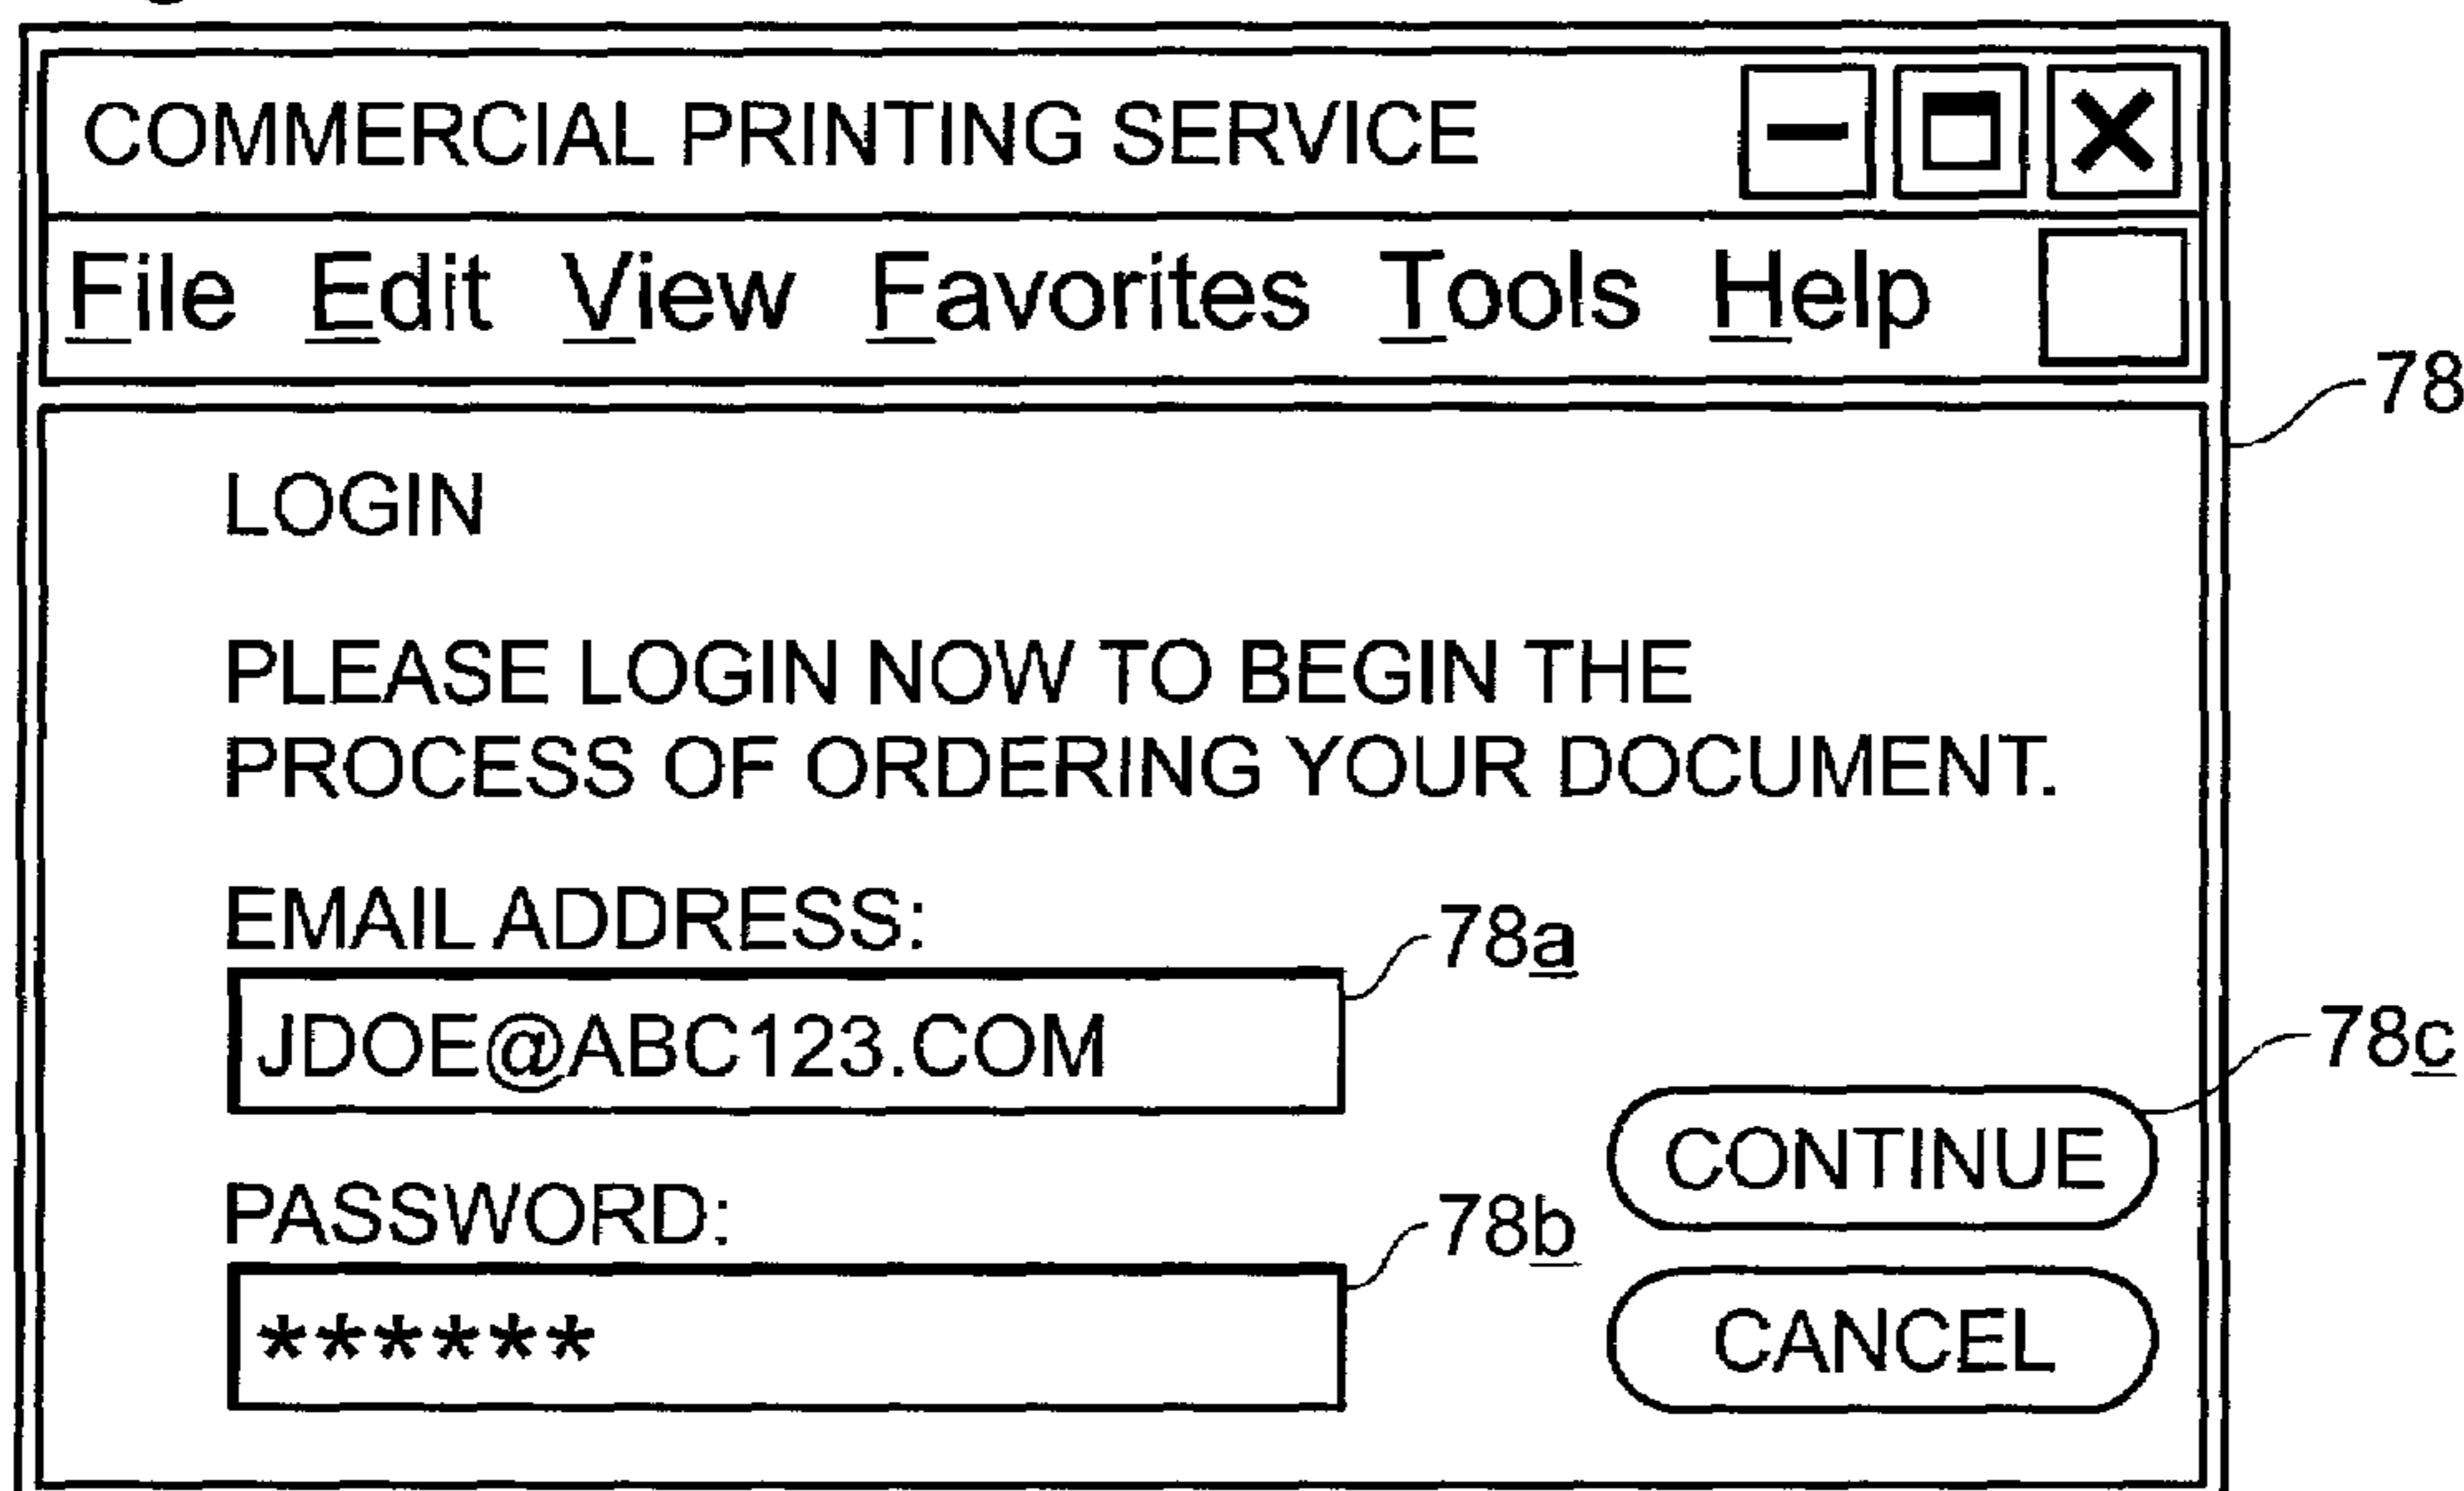 COMMERCIAL PRINTING SERVICE
File Edit View Favorites Tools Help
78
LOGIN
PLEASE LOGIN NOW TO BEGIN THE
PROCESS OF ORDERING YOUR DOCUMENT.
EMAIL ADDRESS:
78a
JDOE@ABC123.COM
78c
CONTINUE
PASSWORD:
78b
******
CANCEL